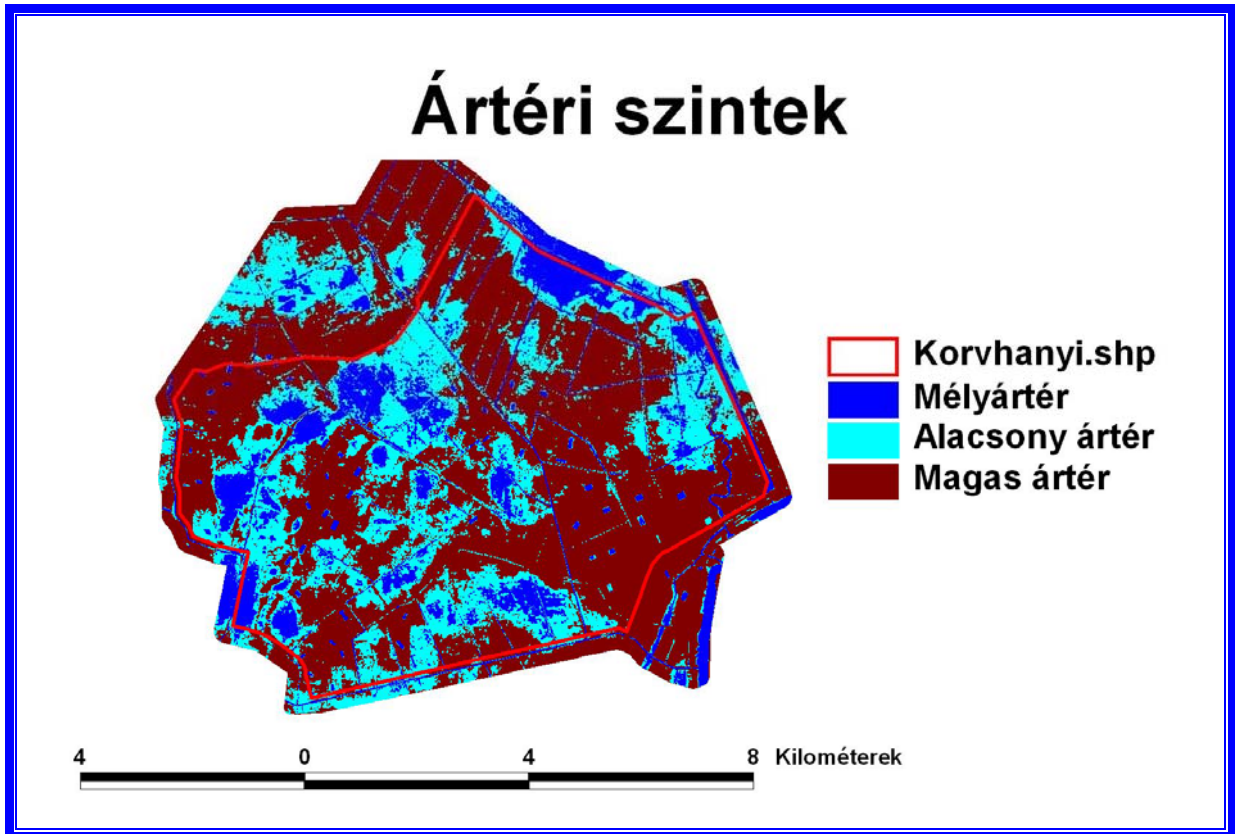 Ártéri szintek
Korvhanyi.shp
Mélyártér
Alacsony ártér
Magas ártér
4 0 4 8 Kilométerek